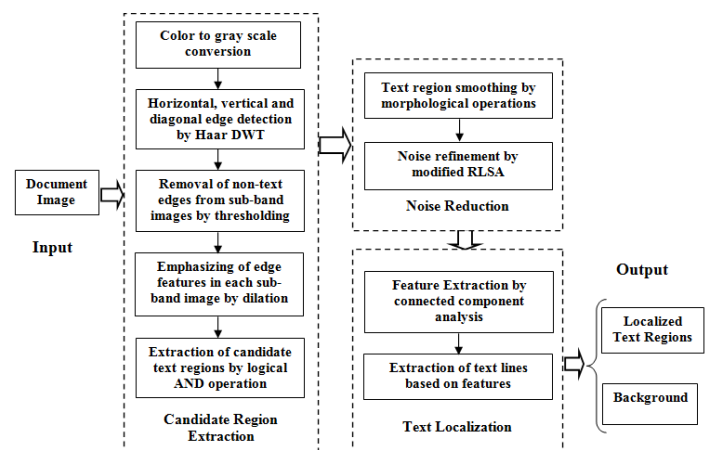 Document
Image
Input
Color to gray scale
conversion
Horizontal, vertical and
diagonal edge detection
by Haar DWT
Removal of non-text
edges from sub-band
images by thresholding
Emphasizing of edge
features in each sub-
band image by dilation
Extraction of candidate
text regions by logical
AND operation
Candidate Region
Extraction
Text region smoothing by
morphological operations
Noise refinement by
modified RLSA
Noise Reduction
Feature Extraction by
connected component
analysis
Extraction of text lines
based on features
Text Localization
Output
Localized
Text Regions
Background